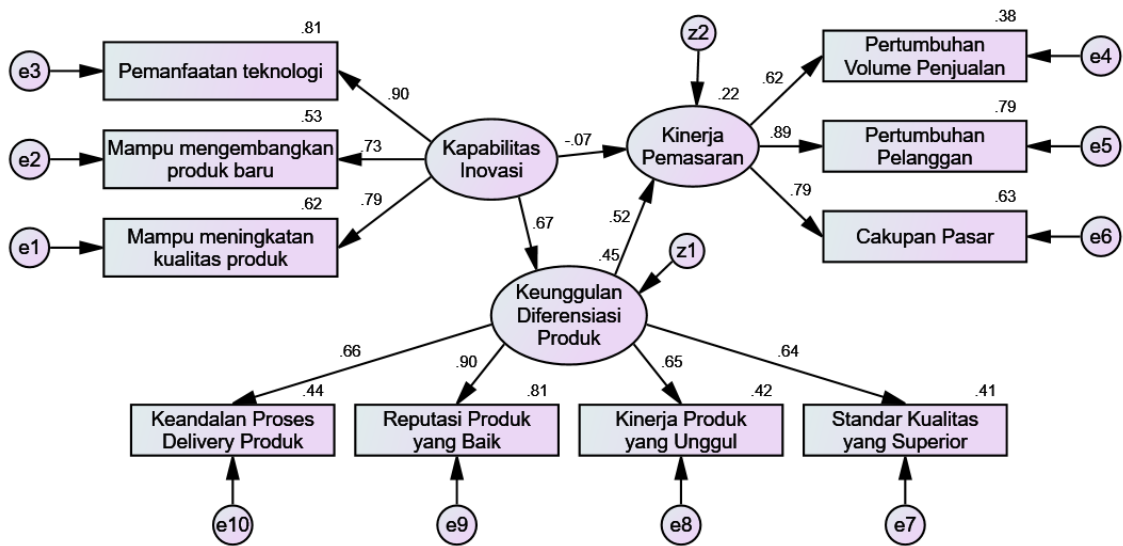 .81
e3
Pemanfaatan teknologi
.90
.53
e2
Mampu mengembangkan
produk baru
.73
.62
e1
Mampu meningkatan
kualitas produk
.79
Kapabilitas
Inovasi
-.07
z2
.22
Kinerja
Pemasaran
.38
Pertumbuhan
Volume Penjualan
e4
.62
.79
Pertumbuhan
Pelanggan
e5
.89
.63
Cakupan Pasar
e6
.79
.67
.52
.45
z1
Keunggulan
Diferensiasi
Produk
.66
.90
.65
.64
.44
Keandalan Proses
Delivery Produk
.81
Reputasi Produk
yang Baik
.42
Kinerja Produk
yang Unggul
.41
Standar Kualitas
yang Superior
e10
e9
e8
e7